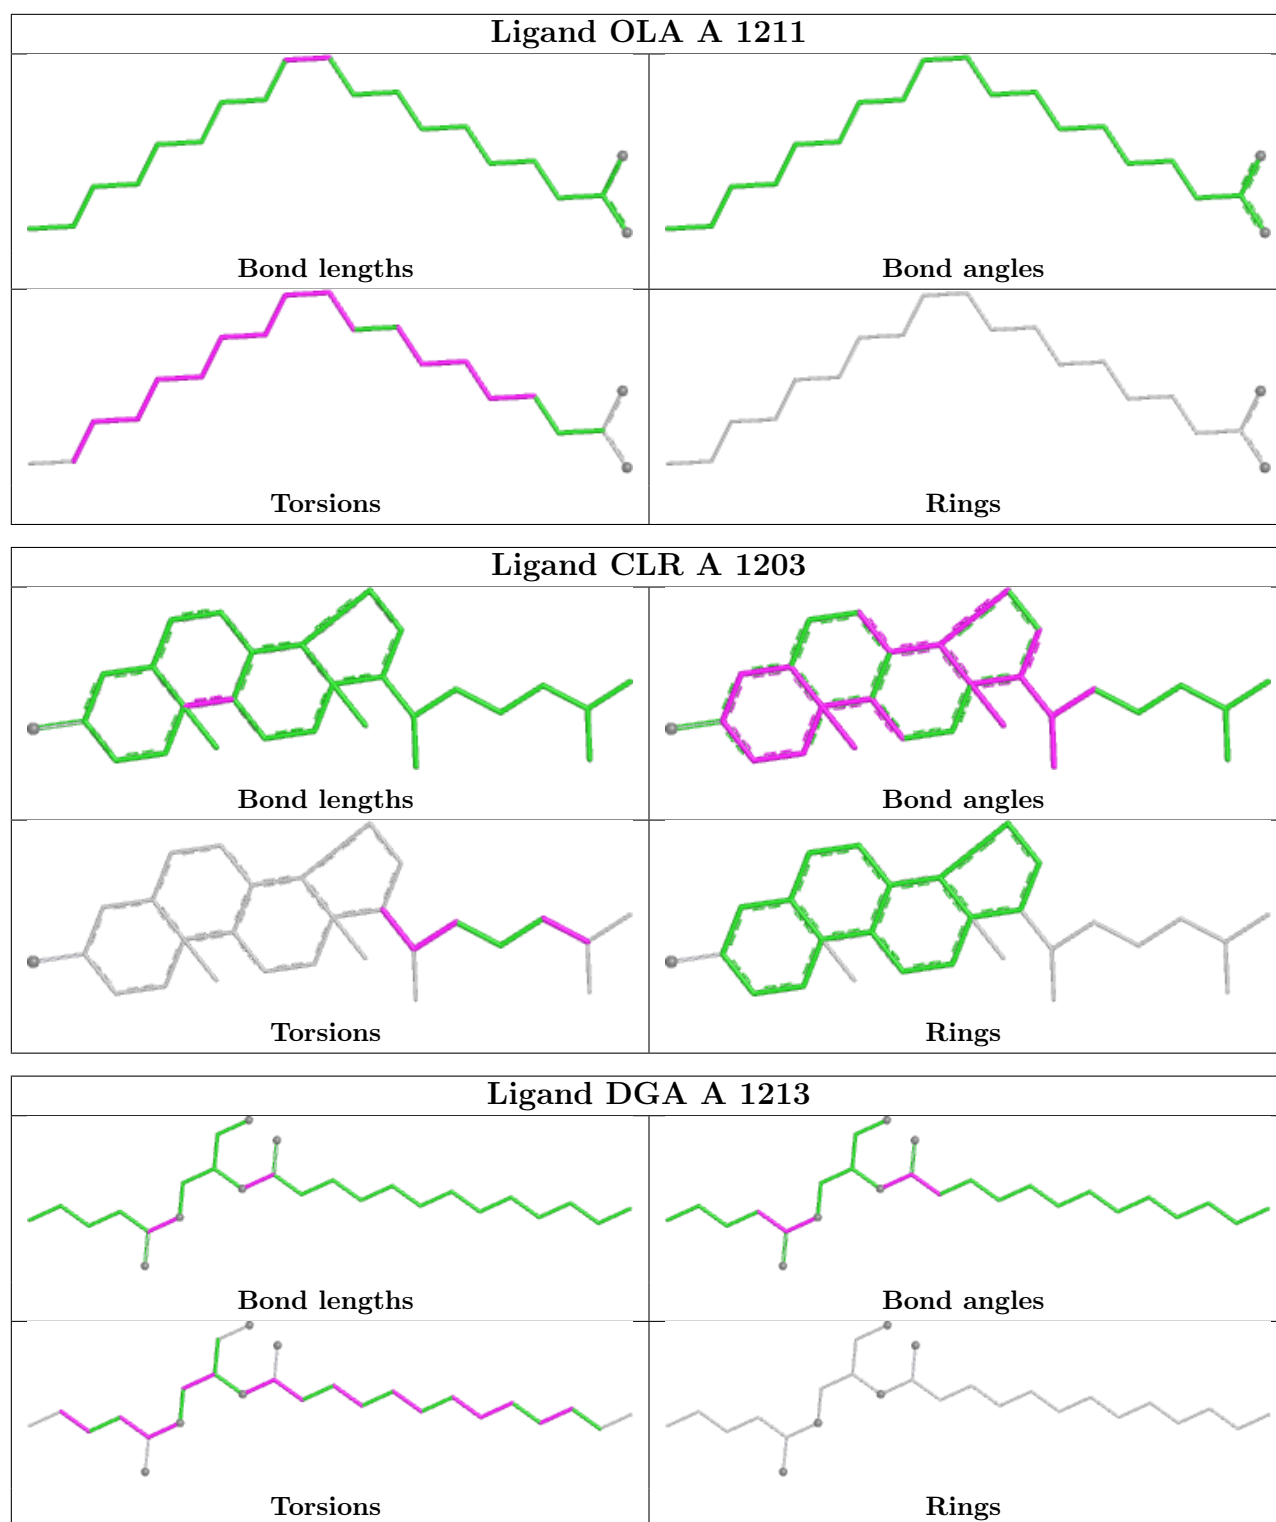 Ligand OLA A 1211
Bond lengths
Bond angles
Torsions
Rings
Ligand CLR A 1203
Bond lengths
Bond angles
Torsions
Rings
Ligand DGA A 1213
Bond lengths
Bond angles
Torsions
Rings